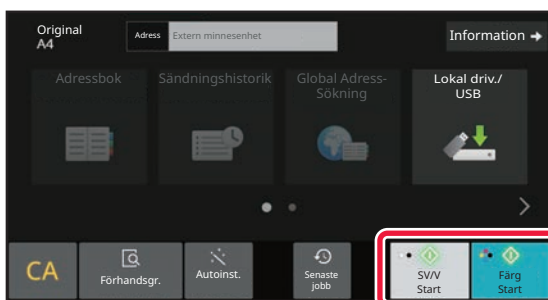 Original
A4
Adress
Extern minnesenhet
Information
Adressbok
Sändningshistorik
Global Adress-
Sökning
Lokal driv./
USB
CA
Förhandsgr.
Autoinst.
Senaste
jobb
SV/V
Start
Färg
Start